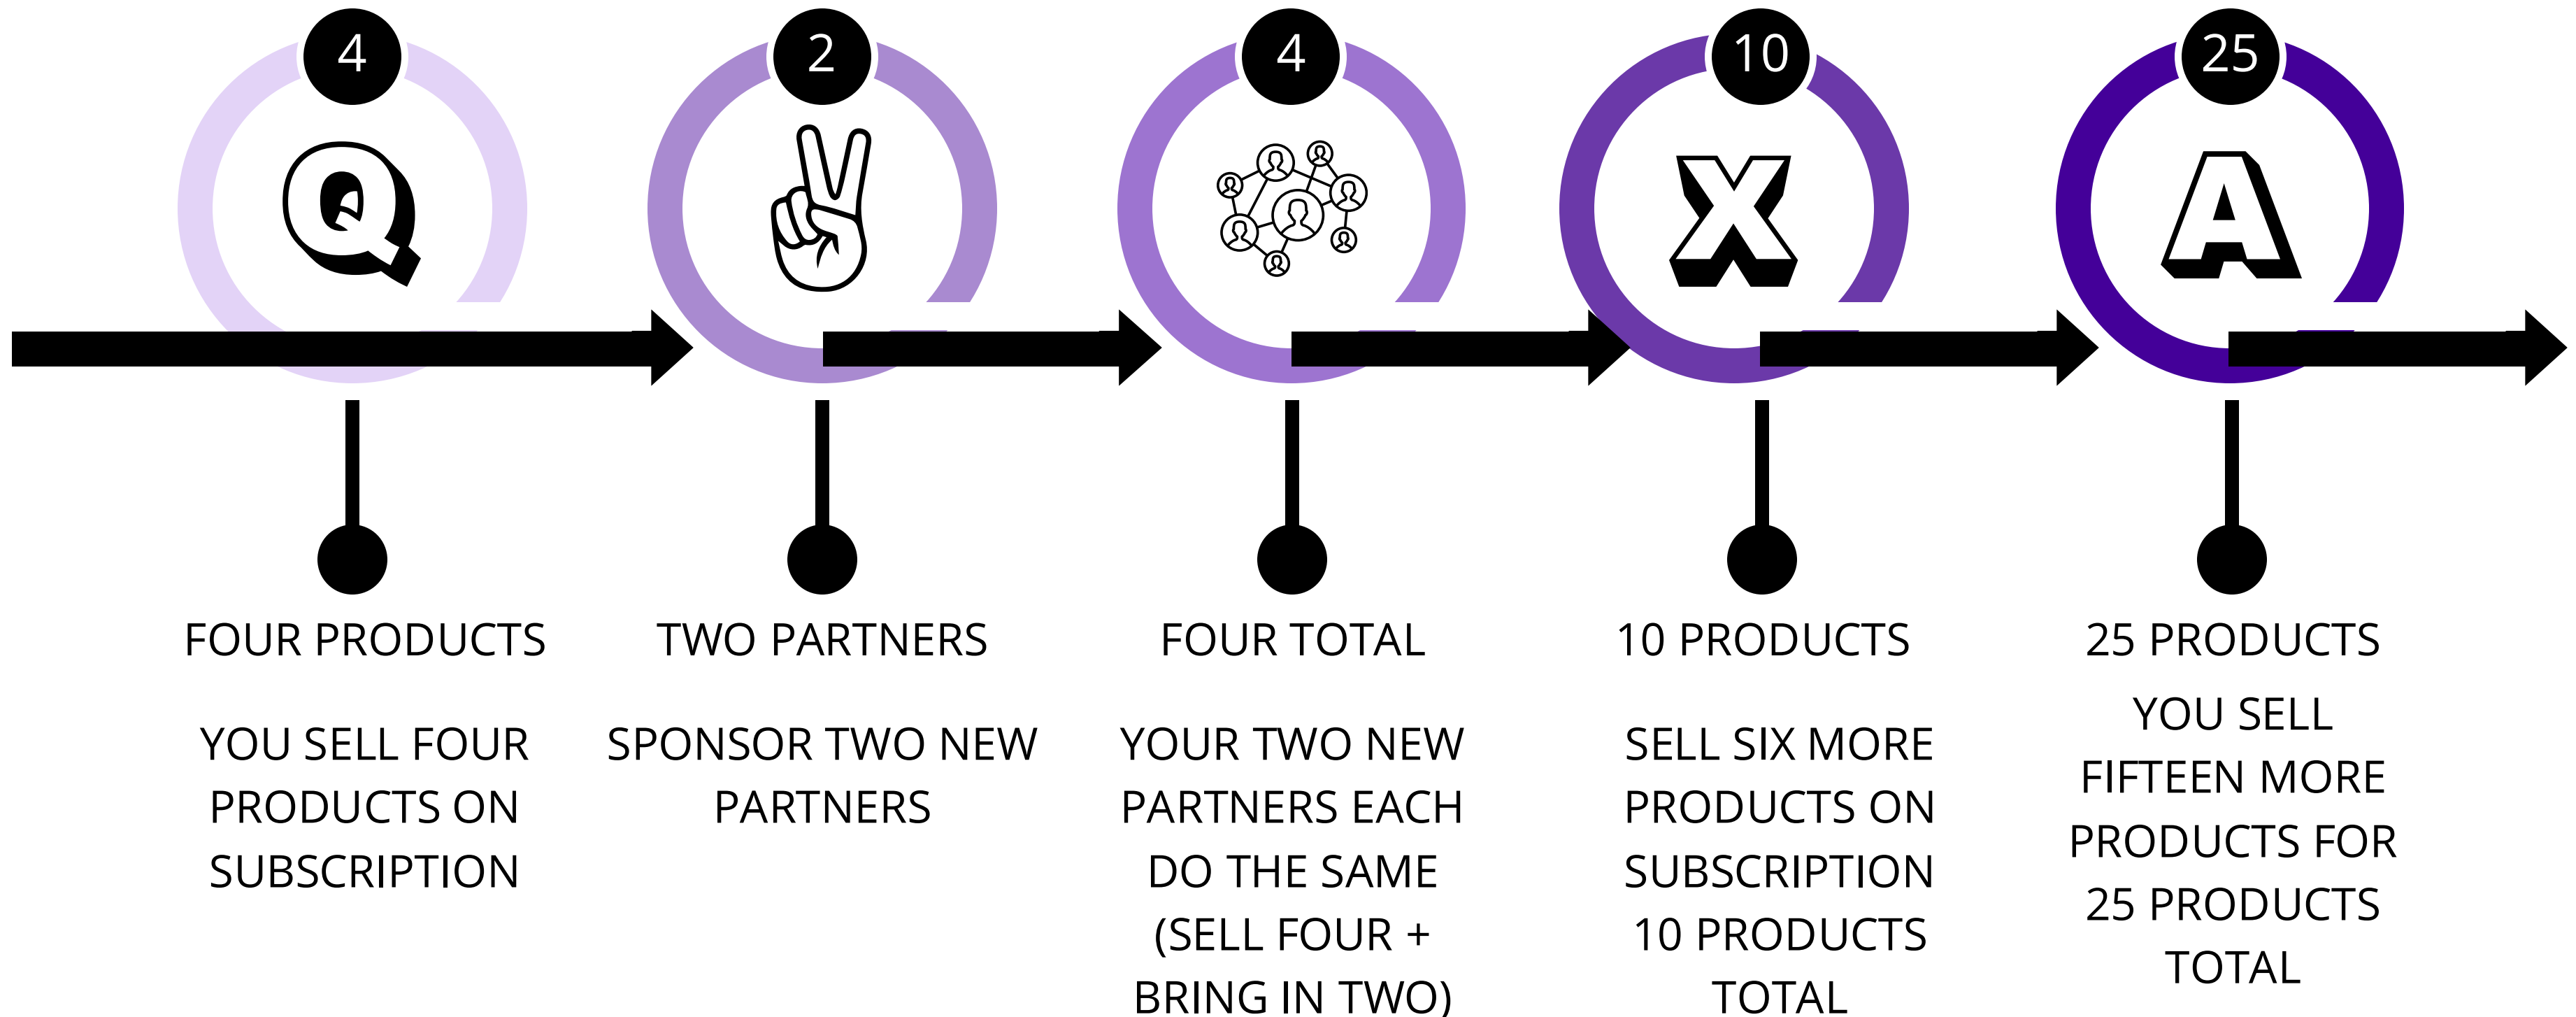 4
Q
FOUR PRODUCTS
YOU SELL FOUR
PRODUCTS ON
SUBSCRIPTION
2
TWO PARTNERS
SPONSOR TWO NEW
PARTNERS
4
FOUR TOTAL
YOUR TWO NEW
PARTNERS EACH
DO THE SAME
(SELL FOUR +
BRING IN TWO)
10
X
10 PRODUCTS
SELL SIX MORE
PRODUCTS ON
SUBSCRIPTION
10 PRODUCTS
TOTAL
25
A
25 PRODUCTS
YOU SELL
FIFTEEN MORE
PRODUCTS FOR
25 PRODUCTS
TOTAL